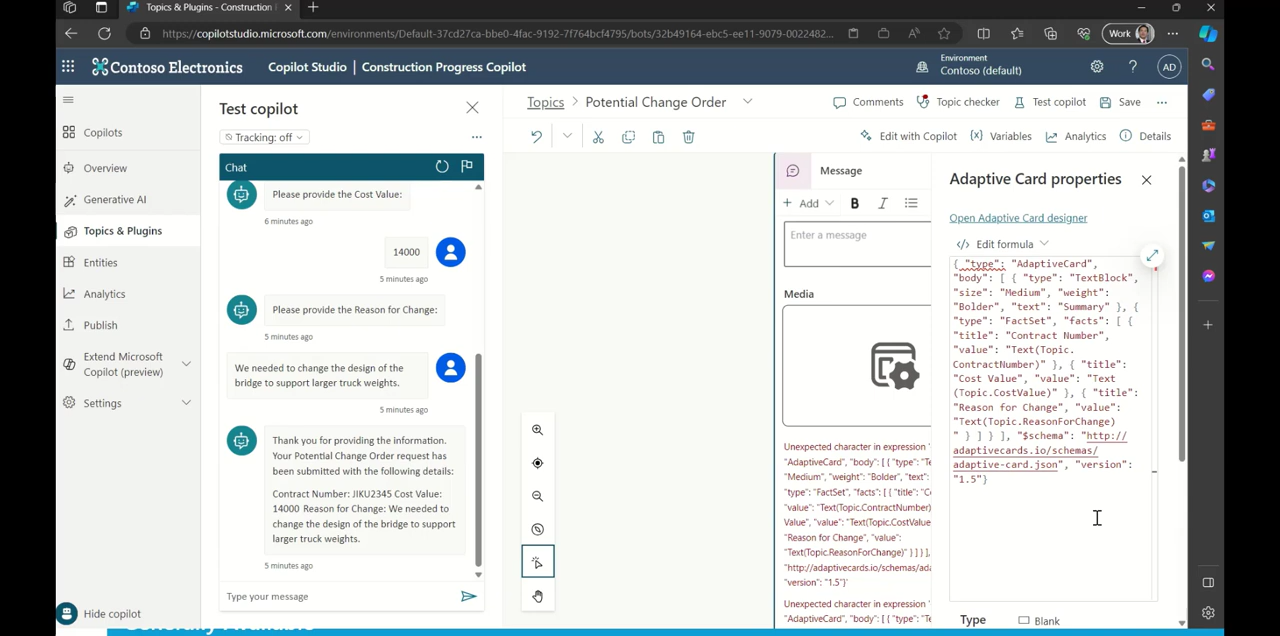 Topics & Plugins - Construction
https://copilotstudio.microsoft.com/environments/Default-37cd27ca-bbe0-4fac-9192-7f764bcf4795/bots/32b49164-ebc5-ee11-9079-0022482...
Work
Contoso Electronics
Copilot Studio | Construction Progress Copilot
Environment
Contoso (default)
AD
Copilots
Overview
Generative AI
Topics & Plugins
Entities
Analytics
Publish
Extend Microsoft
Copilot (preview)
Settings
Hide copilot
Test copilot
Tracking: off
Chat
Please provide the Cost Value:
6 minutes ago
14000
5 minutes ago
Please provide the Reason for Change:
5 minutes ago
We needed to change the design of the
bridge to support larger truck weights.
5 minutes ago
Thank you for providing the information.
Your Potential Change Order request has
been submitted with the following details:
Contract Number: JIKU2345 Cost Value:
14000 Reason for Change: We needed to
change the design of the bridge to support
larger truck weights.
5 minutes ago
Type your message
Topics > Potential Change Order
Comments
Topic checker
Test copilot
Save
Edit with Copilot
{x} Variables
Analytics
Details
Message
+ Add
B
I
Enter a message
Media
Unexpected character in expression '
"AdaptiveCard", "body": [ { "type": "Te
"Medium", "weight": "Bolder", "text":
"type": "FactSet", "facts": [ { "title": "Co
"value": "Text(Topic.ContractNumber)"
Value", "value": "Text(Topic.CostValue
"Reason for Change", "value":
"Text(Topic.ReasonForChange)" } ] } ],
"http://adaptivecards.io/schemas/ada
"version": "1.5"}'
Unexpected character in expression '
"AdaptiveCard", "body": [ { "type": "Te
Adaptive Card properties
Open Adaptive Card designer
</> Edit formula
{ "type": "AdaptiveCard",
"body": [ { "type": "TextBlock",
"size": "Medium", "weight":
"Bolder", "text": "Summary" }, {
"type": "FactSet", "facts": [ {
"title": "Contract Number",
"value": "Text(Topic.
ContractNumber)" }, { "title":
"Cost Value", "value": "Text
(Topic.CostValue)" }, { "title":
"Reason for Change", "value":
"Text(Topic.ReasonForChange)
" } ] } ], "$schema": "http://
adaptivecards.io/schemas/
adaptive-card.json", "version":
"1.5"}
Type
Blank
Generally Available